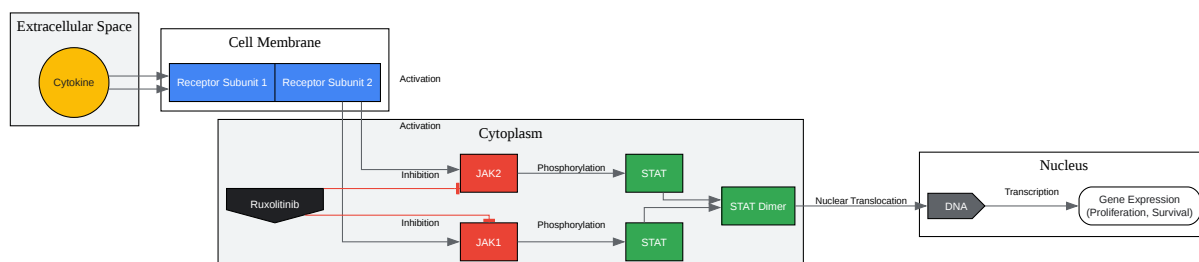 Extracellular Space
Cytokine
Cell Membrane
Receptor Subunit 1
Receptor Subunit 2
Activation
Activation
Cytoplasm
Inhibition
JAK2
Phosphorylation
STAT
Ruxolitinib
Inhibition
JAK1
Phosphorylation
STAT
STAT Dimer
Nuclear Translocation
Nucleus
DNA
Transcription
Gene Expression
(Proliferation, Survival)